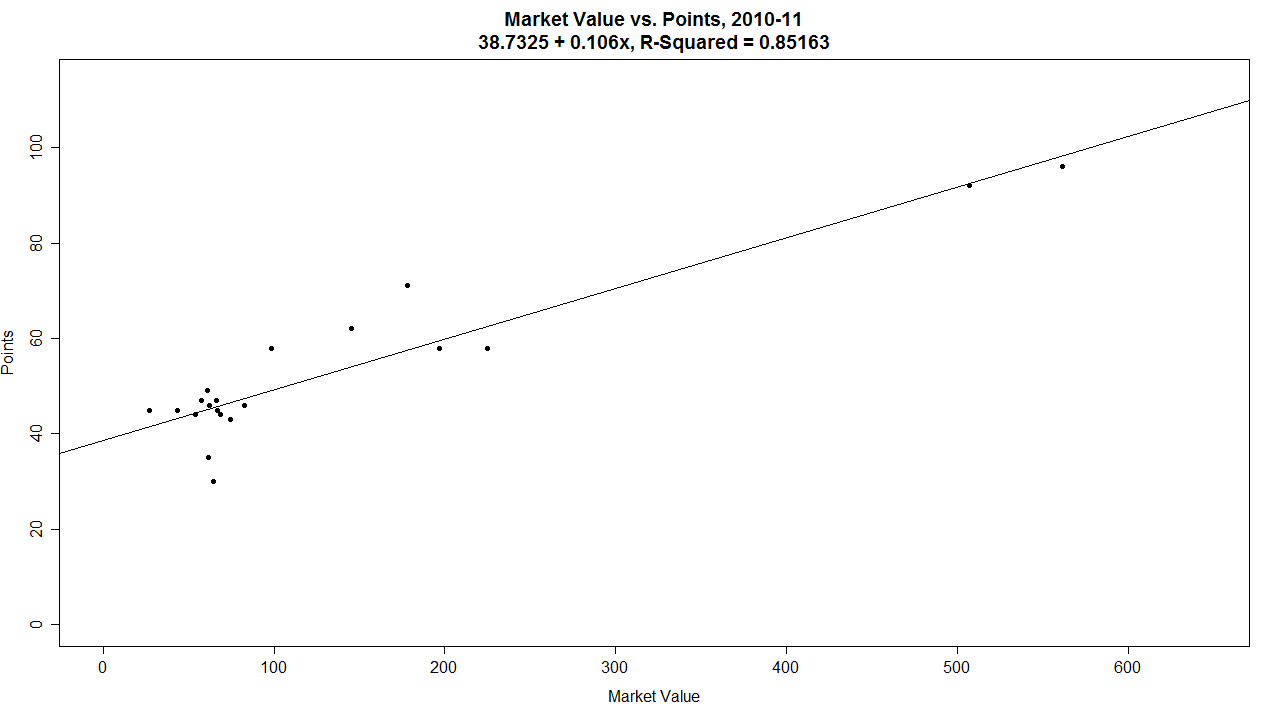 Market Value vs. Points, 2010-11
38.7325 + 0.106x, R-Squared = 0.85163
Points
100
80
60
40
20
0
0 100 200 300 400 500 600
Market Value